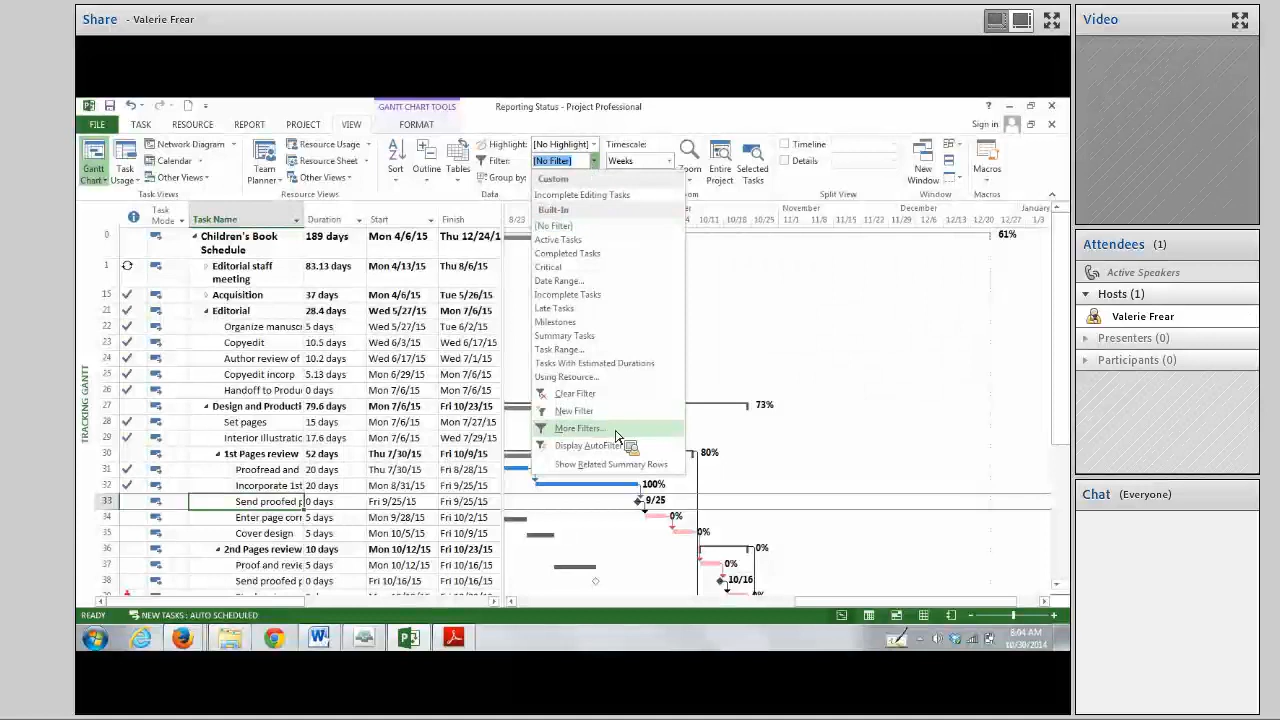 Share - Valerie Frear
Video
GANTT CHART TOOLS
Reporting Status - Project Professional
FILE TASK RESOURCE REPORT PROJECT VIEW FORMAT
Sign in
Gantt Chart
Task Usage
Network Diagram
Calendar
Other Views
Task Views
Team Planner
Resource Usage
Resource Sheet
Other Views
Resource Views
Sort
Outline
Tables
Highlight: [No Highlight]
Filter: [No Filter]
Group by:
Data
Timescale:
Weeks
Zoom
Entire Project
Selected Tasks
Timeline
Details
Split View
New Window
Window
Macros
Macros
Custom
Incomplete Editing Tasks
Built-In
[No Filter]
Active Tasks
Completed Tasks
Critical
Date Range...
Incomplete Tasks
Late Tasks
Milestones
Summary Tasks
Task Range...
Tasks With Estimated Durations
Using Resource...
Clear Filter
New Filter
More Filters...
Display AutoFilter
Show Related Summary Rows
Task Mode Task Name Duration Start Finish
November December January
8/23 10/11 10/18 10/25 11/1 11/8 11/15 11/22 11/29 12/6 12/13 12/20 12/27 1/3
0 Children's Book Schedule 189 days Mon 4/6/15 Thu 12/24/1 61%
1 Editorial staff meeting 83.13 days Mon 4/13/15 Thu 8/6/15
15 Acquisition 37 days Mon 4/6/15 Tue 5/26/15
21 Editorial 28.4 days Wed 5/27/15 Mon 7/6/15
22 Organize manusc 5 days Wed 5/27/15 Tue 6/2/15
23 Copyedit 10.5 days Wed 6/3/15 Wed 6/17/15
24 Author review of 10.2 days Wed 6/17/15 Wed 7/1/15
25 Copyedit incorp 5.13 days Mon 6/29/15 Mon 7/6/15
26 Handoff to Produ 0 days Mon 7/6/15 Mon 7/6/15
27 Design and Producti 79.6 days Mon 7/6/15 Fri 10/23/15 73%
28 Set pages 15 days Mon 7/6/15 Mon 7/27/15
29 Interior illustratic 17.6 days Mon 7/6/15 Wed 7/29/15
30 1st Pages review 52 days Thu 7/30/15 Fri 10/9/15 80%
31 Proofread and 20 days Thu 7/30/15 Fri 8/28/15
32 Incorporate 1st 20 days Mon 8/31/15 Fri 9/25/15 100%
33 Send proofed p 0 days Fri 9/25/15 Fri 9/25/15 9/25
34 Enter page corr 5 days Mon 9/28/15 Fri 10/2/15 0%
35 Cover design 5 days Mon 10/5/15 Fri 10/9/15 0%
36 2nd Pages review 10 days Mon 10/12/15 Fri 10/23/15 0%
37 Proof and revie 5 days Mon 10/12/15 Fri 10/16/15 0%
38 Send proofed p 0 days Fri 10/16/15 Fri 10/16/15 10/16
TRACKING GANTT
READY NEW TASKS : AUTO SCHEDULED
8:04 AM
10/30/2014
Attendees (1)
Active Speakers
Hosts (1)
Valerie Frear
Presenters (0)
Participants (0)
Chat (Everyone)